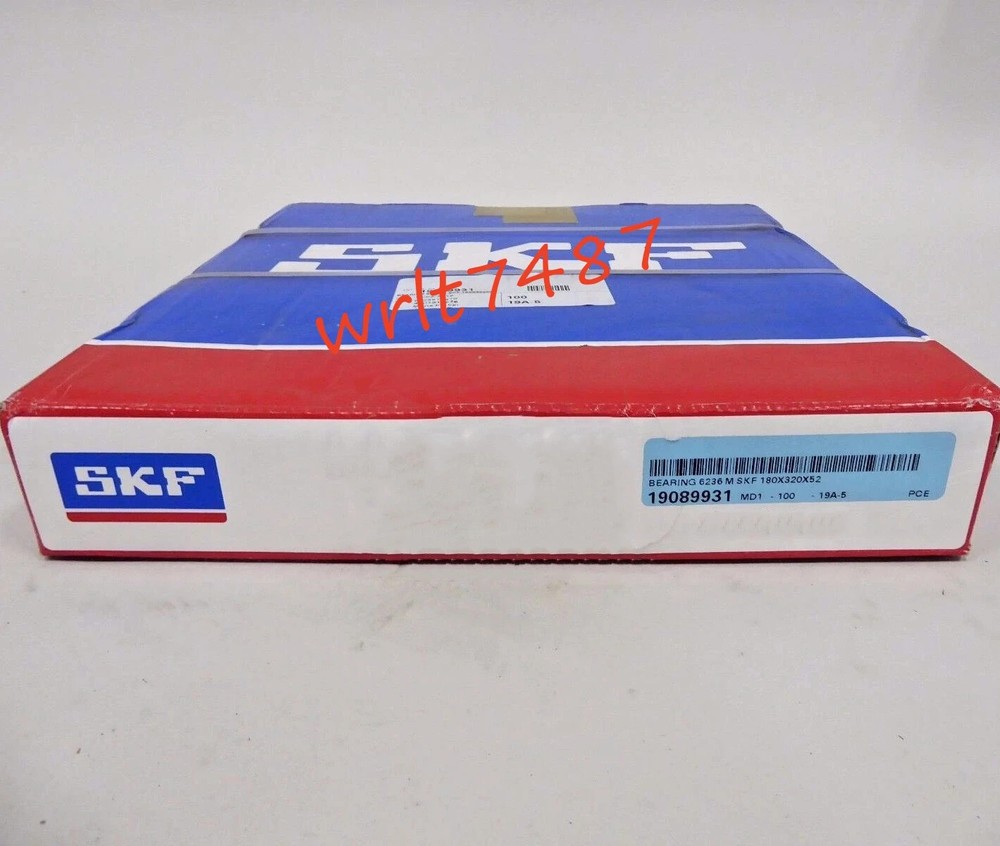 SKF
wrlt7487
100
19A-5
SKF
BEARING 6236 M SKF 180X320X52
19089931 MD1 - 100 - 19A-5 PCE